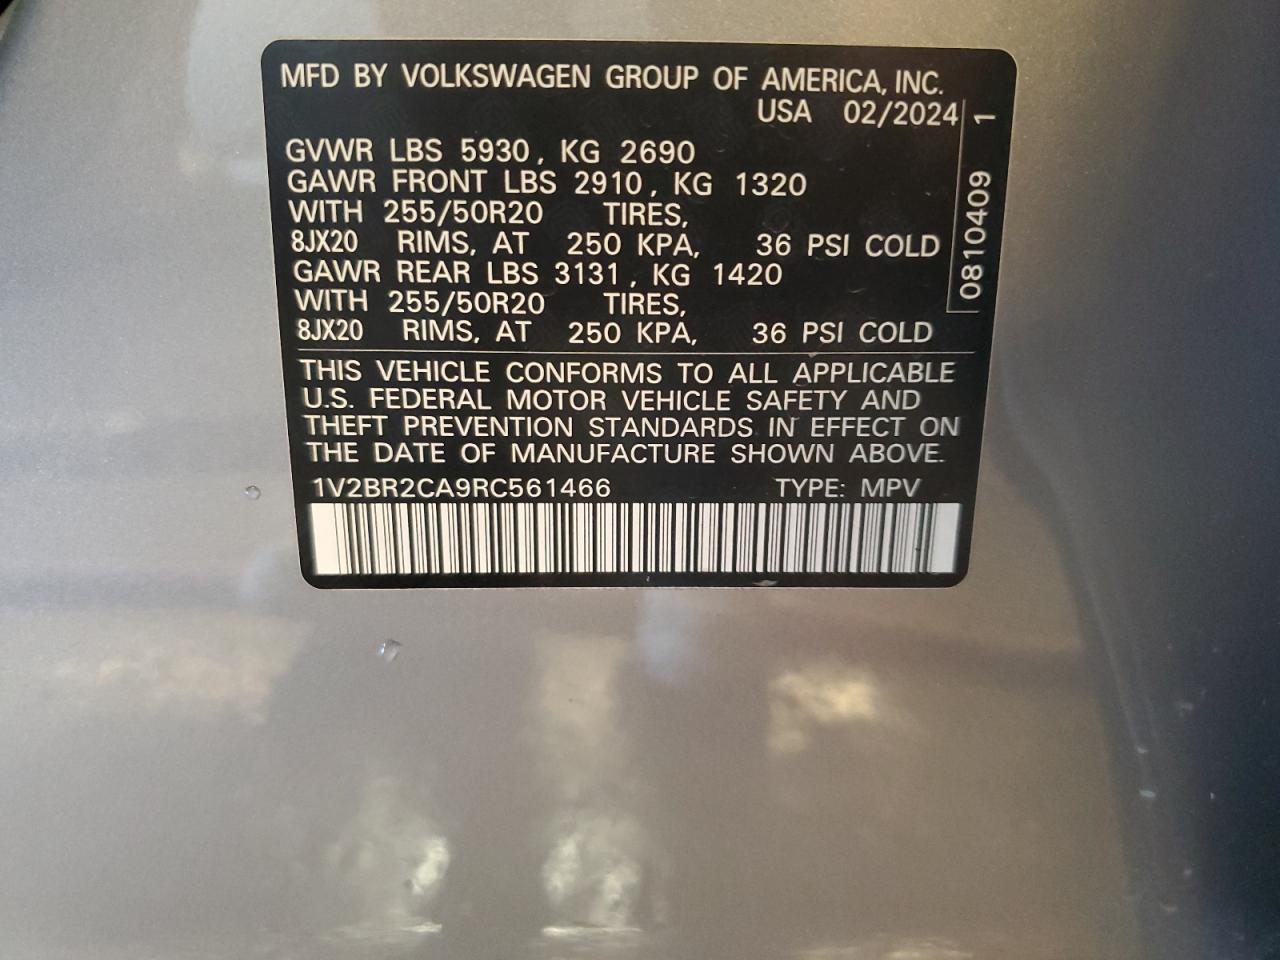 MFD BY VOLKSWAGEN GROUP OF AMERICA, INC.
USA 02/2024
GVWR LBS 5930, KG 2690
GAWR FRONT LBS 2910, KG 1320
WITH 255/50R20 TIRES,
8JX20 RIMS, AT 250 KPA, 36 PSI COLD
GAWR REAR LBS 3131, KG 1420
WITH 255/50R20 TIRES,
8JX20 RIMS, AT 250 KPA, 36 PSI COLD
0810409 1
THIS VEHICLE CONFORMS TO ALL APPLICABLE
U.S. FEDERAL MOTOR VEHICLE SAFETY AND
THEFT PREVENTION STANDARDS IN EFFECT ON
THE DATE OF MANUFACTURE SHOWN ABOVE.
1V2BR2CA9RC561466 TYPE: MPV